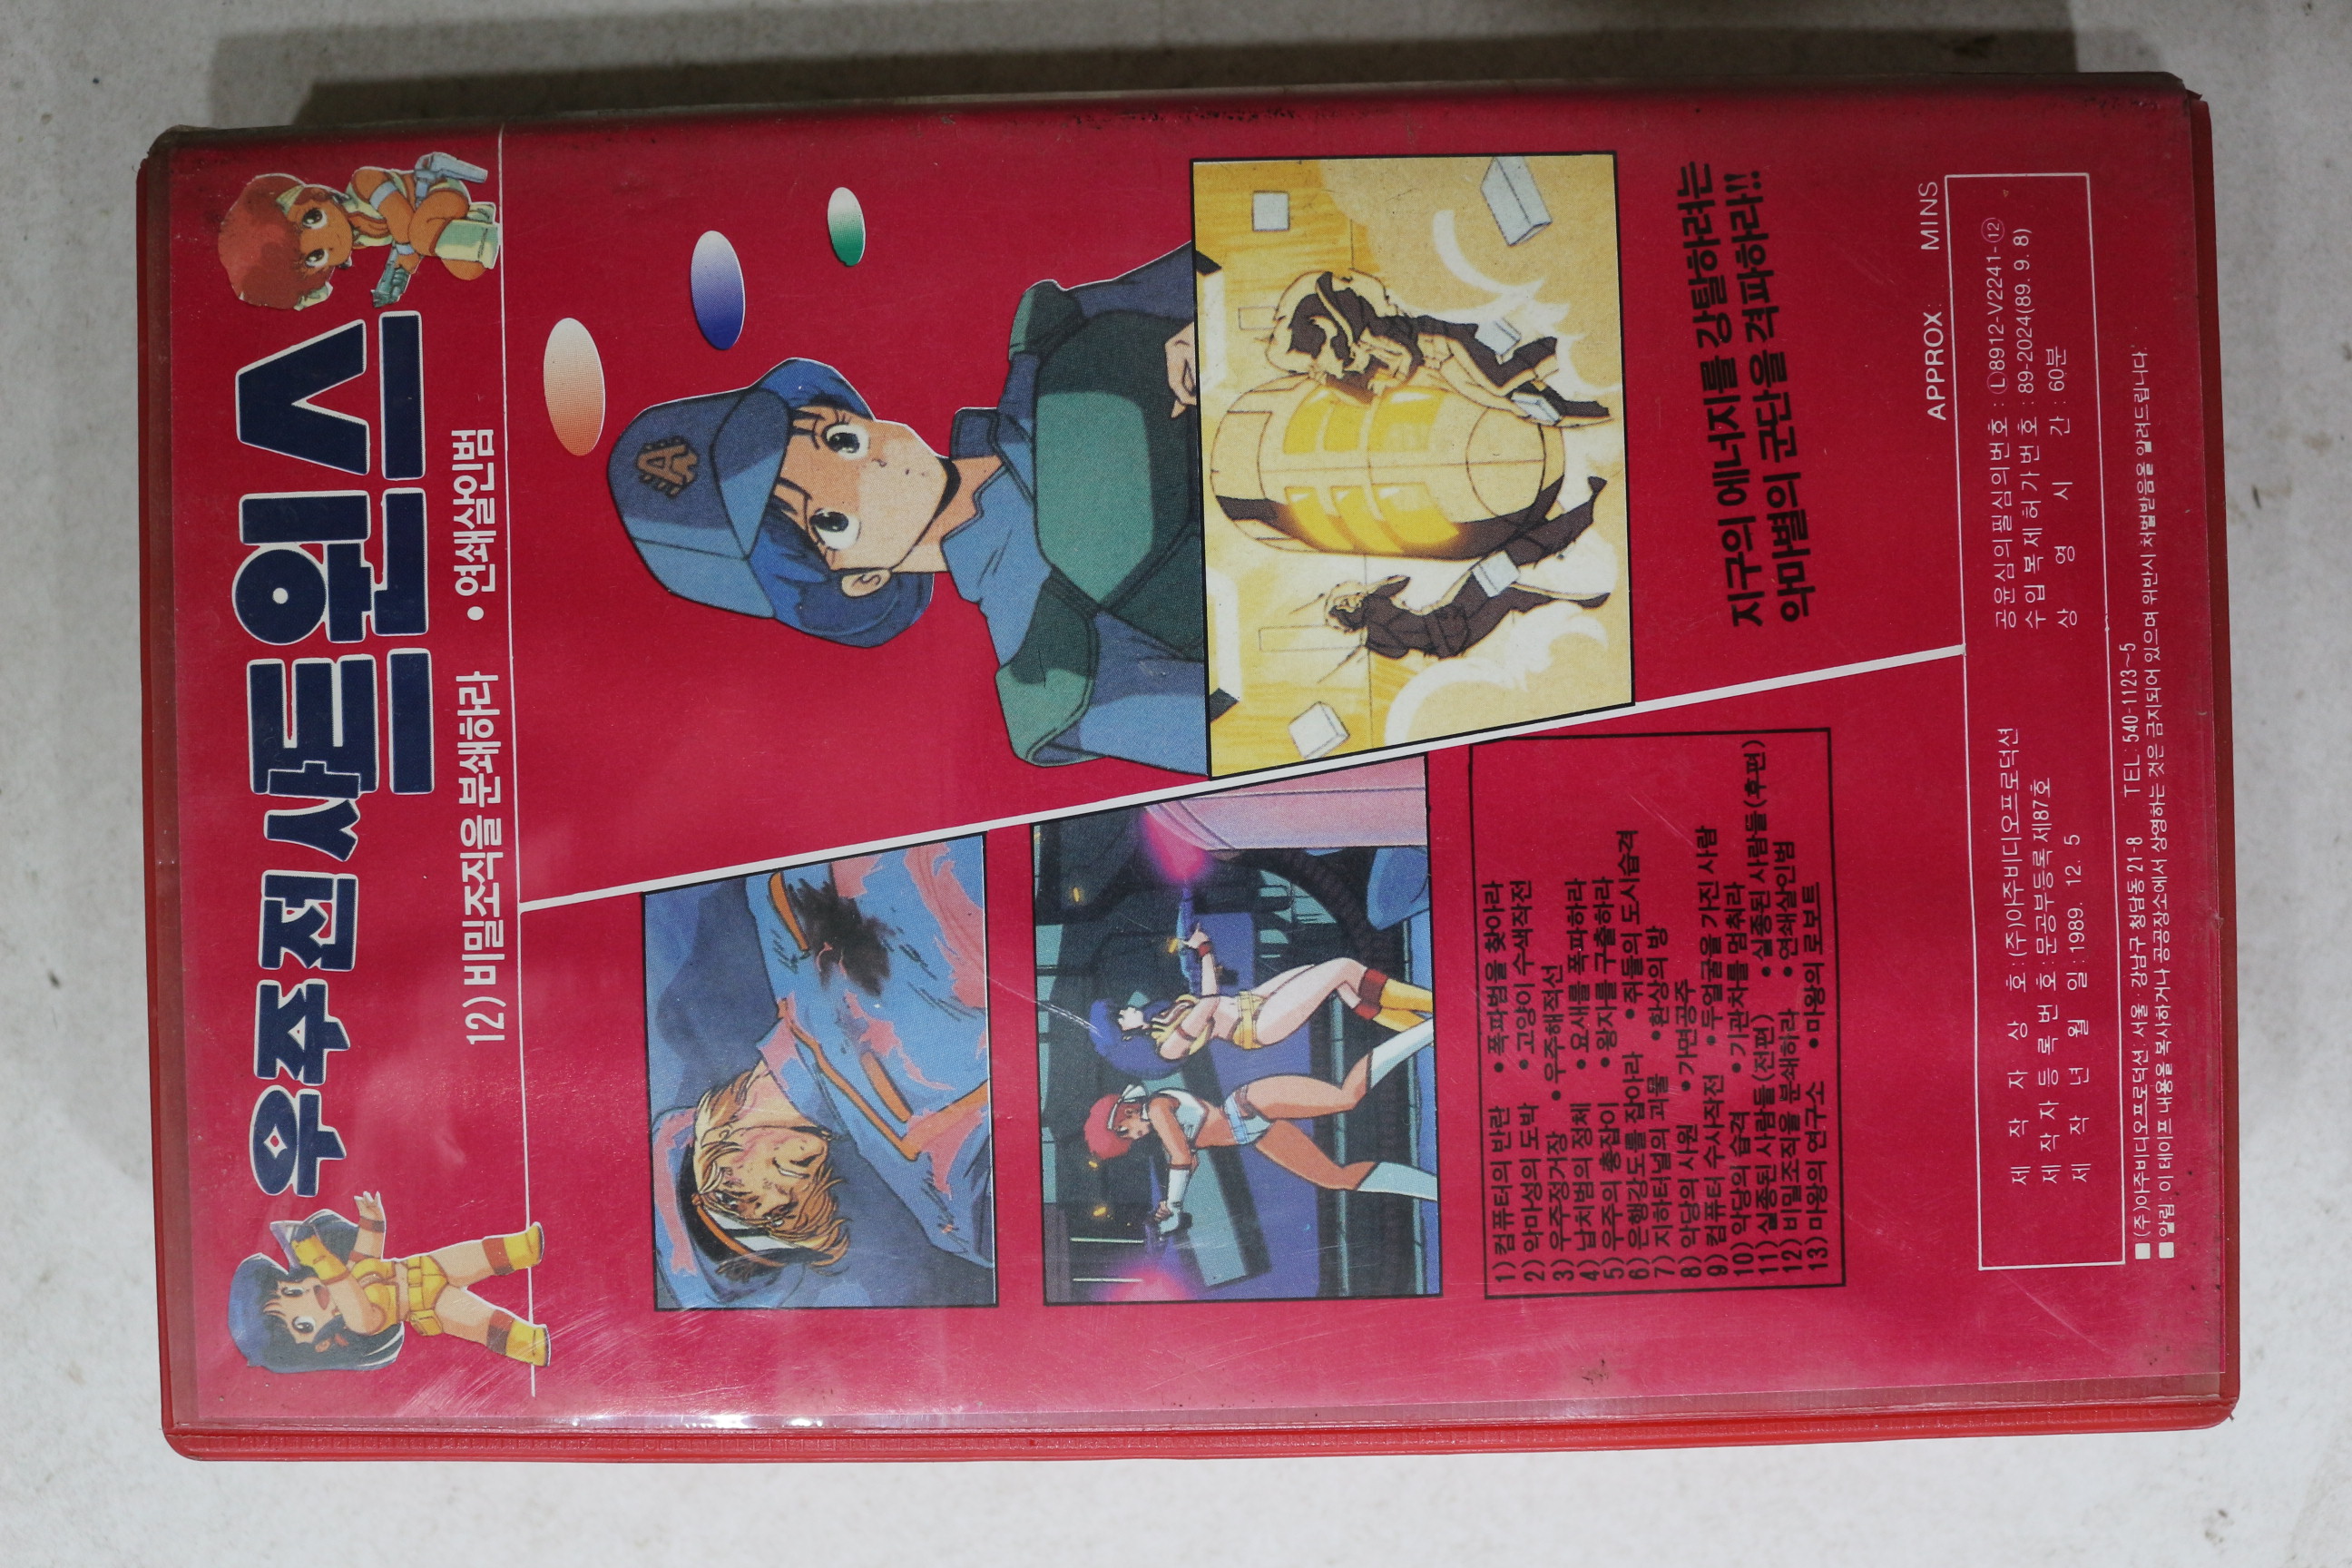 우주전사 트윈스
12) 비밀조직을 분쇄하라 • 연쇄살인범
지구의 에너지를 강탈하려는
악마별의 군단을 격파하라!!
1) 컴퓨터의 반란 • 폭파범을 찾아라
2) 악마성의 도박 • 고양이 수색작전
3) 우주정거장 • 우주해적선
4) 납치범의 정체 • 요새를 폭파하라
5) 우주의 총잡이 • 왕자를 구출하라
6) 은행강도를 잡아라 • 쥐들의 도시습격
7) 지하터널의 괴물 • 환상의 방
8) 악당의 사원 • 가면공주
9) 컴퓨터 수사작전 • 두얼굴을 가진 사람
10) 악당의 습격 • 기관차를 멈춰라
11) 실종된 사람들(전편) • 실종된 사람들(후편)
12) 비밀조직을 분쇄하라 • 연쇄살인범
13) 마왕의 연구소 • 마왕의 로보트
APPROX. MINS
제 작 자 상 호 : (주)아주비디오프로덕션
제 작 자 등 록 번 호 : 문공부등록 제87호
제 작 년 월 일 : 1989. 12. 5
공윤심의필심의번호 : Ⓛ8912-V2241-⑫
수입복제허가번호 : 89-2024(89. 9. 8)
상 영 시 간 : 60분
■ (주)아주비디오프로덕션 서울·강남구 청담동 21-8 TEL: 540-1123~5
■ 알림: 이 테이프 내용을 복사하거나 공공장소에서 상영하는 것은 금지되어 있으며 위반시 처벌받음을 알려드립니다.